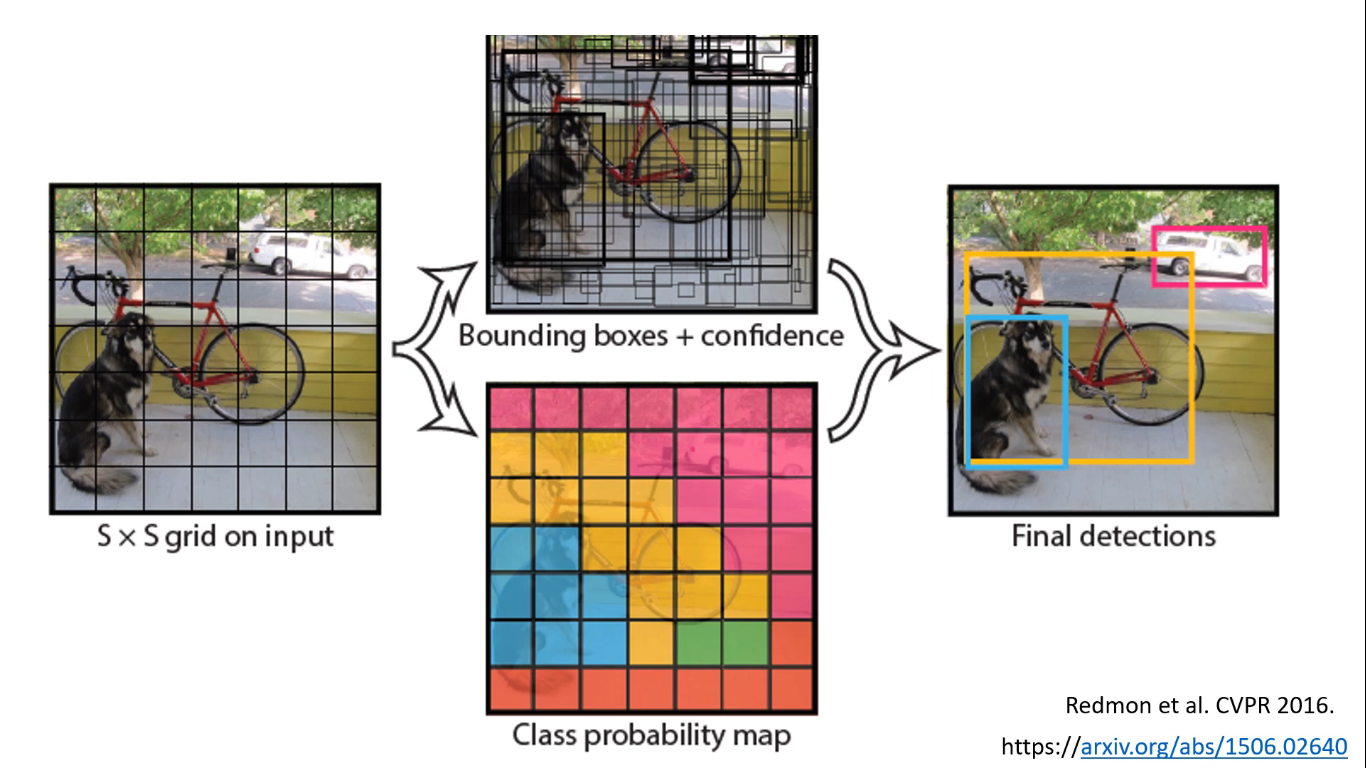 Bounding boxes + confidence
S × S grid on input
Final detections
Class probability map
Redmon et al. CVPR 2016.
https://arxiv.org/abs/1506.02640